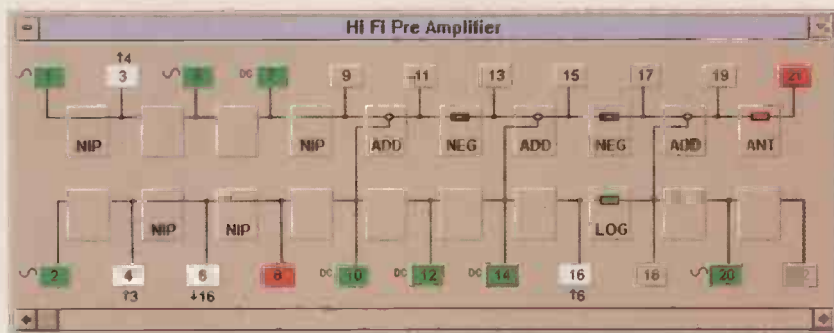 Hi Fi Pre Amplifier
↑4
1 3 DC 9 11 13 15 17 19 21
NIP NIP ADD NEG ADD NEG ADD ANT
NIP NIP LOG
2 4 6 8 DC 10 DC 12 DC 14 16 18 20
↑3 ↓16 ↑6